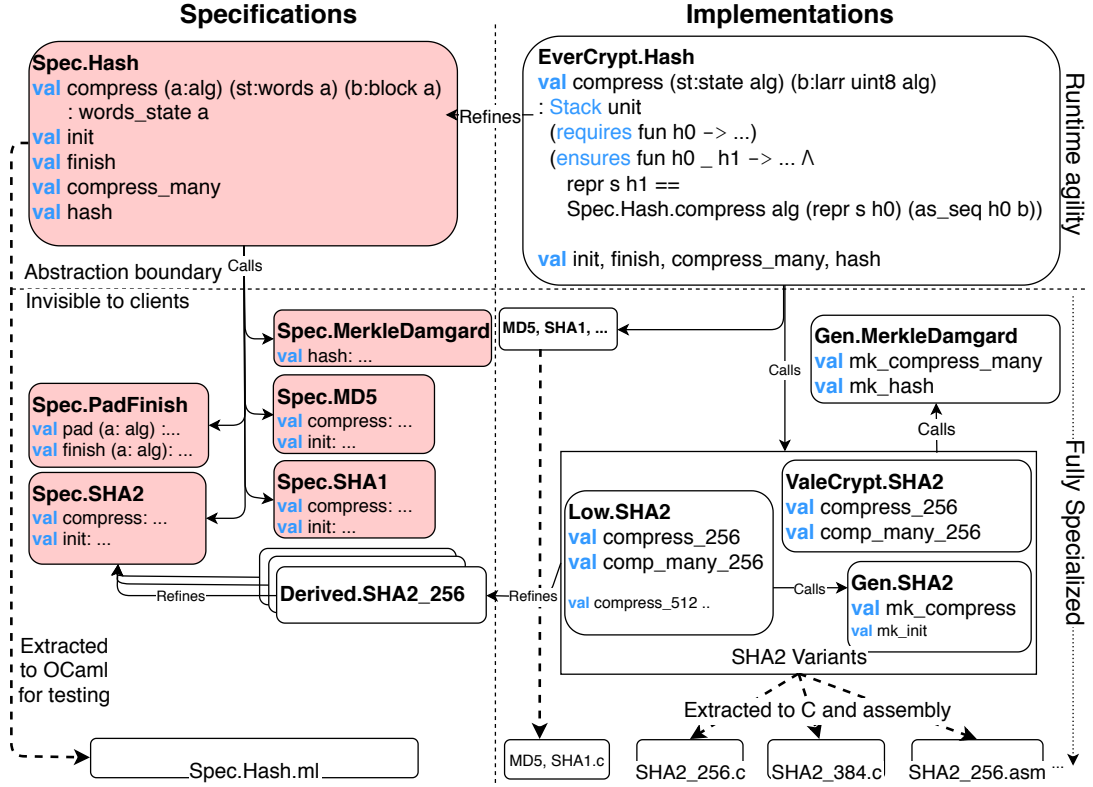 Specifications
Implementations
Spec.Hash
val compress (a:alg) (st:words a) (b:block a)
: words_state a
val init
val finish
val compress_many
val hash
Refines
EverCrypt.Hash
val compress (st:state alg) (b:larr uint8 alg)
: Stack unit
(requires fun h0 -> ...)
(ensures fun h0 _ h1 -> ... Λ
repr s h1 ==
Spec.Hash.compress alg (repr s h0) (as_seq h0 b))
val init, finish, compress_many, hash
Runtime agility
Abstraction boundary
Calls
Invisible to clients
Spec.MerkleDamgard
val hash: ...
Spec.PadFinish
val pad (a: alg) :...
val finish (a: alg): ...
Spec.MD5
val compress: ...
val init: ...
Spec.SHA2
val compress: ...
val init: ...
Spec.SHA1
val compress: ...
val init: ...
Derived.SHA2_256
Refines
Refines
Extracted
to OCaml
for testing
Spec.Hash.ml
MD5, SHA1, ...
Calls
Gen.MerkleDamgard
val mk_compress_many
val mk_hash
Calls
Low.SHA2
val compress_256
val comp_many_256
val compress_512 ..
ValeCrypt.SHA2
val compress_256
val comp_many_256
Calls
Gen.SHA2
val mk_compress
val mk_init
SHA2 Variants
Fully Specialized
Extracted to C and assembly
MD5, SHA1.c
SHA2_256.c
SHA2_384.c
SHA2_256.asm
...